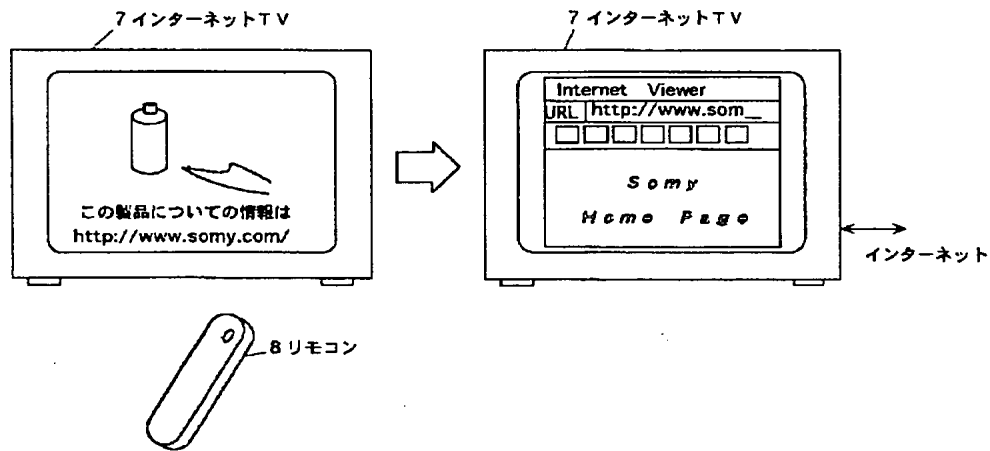 7 インターネットTV
この製品についての情報は
http://www.somy.com/
8 リモコン
7 インターネットTV
Internet Viewer
URL http://www.som__
Somy
Home Page
インターネット